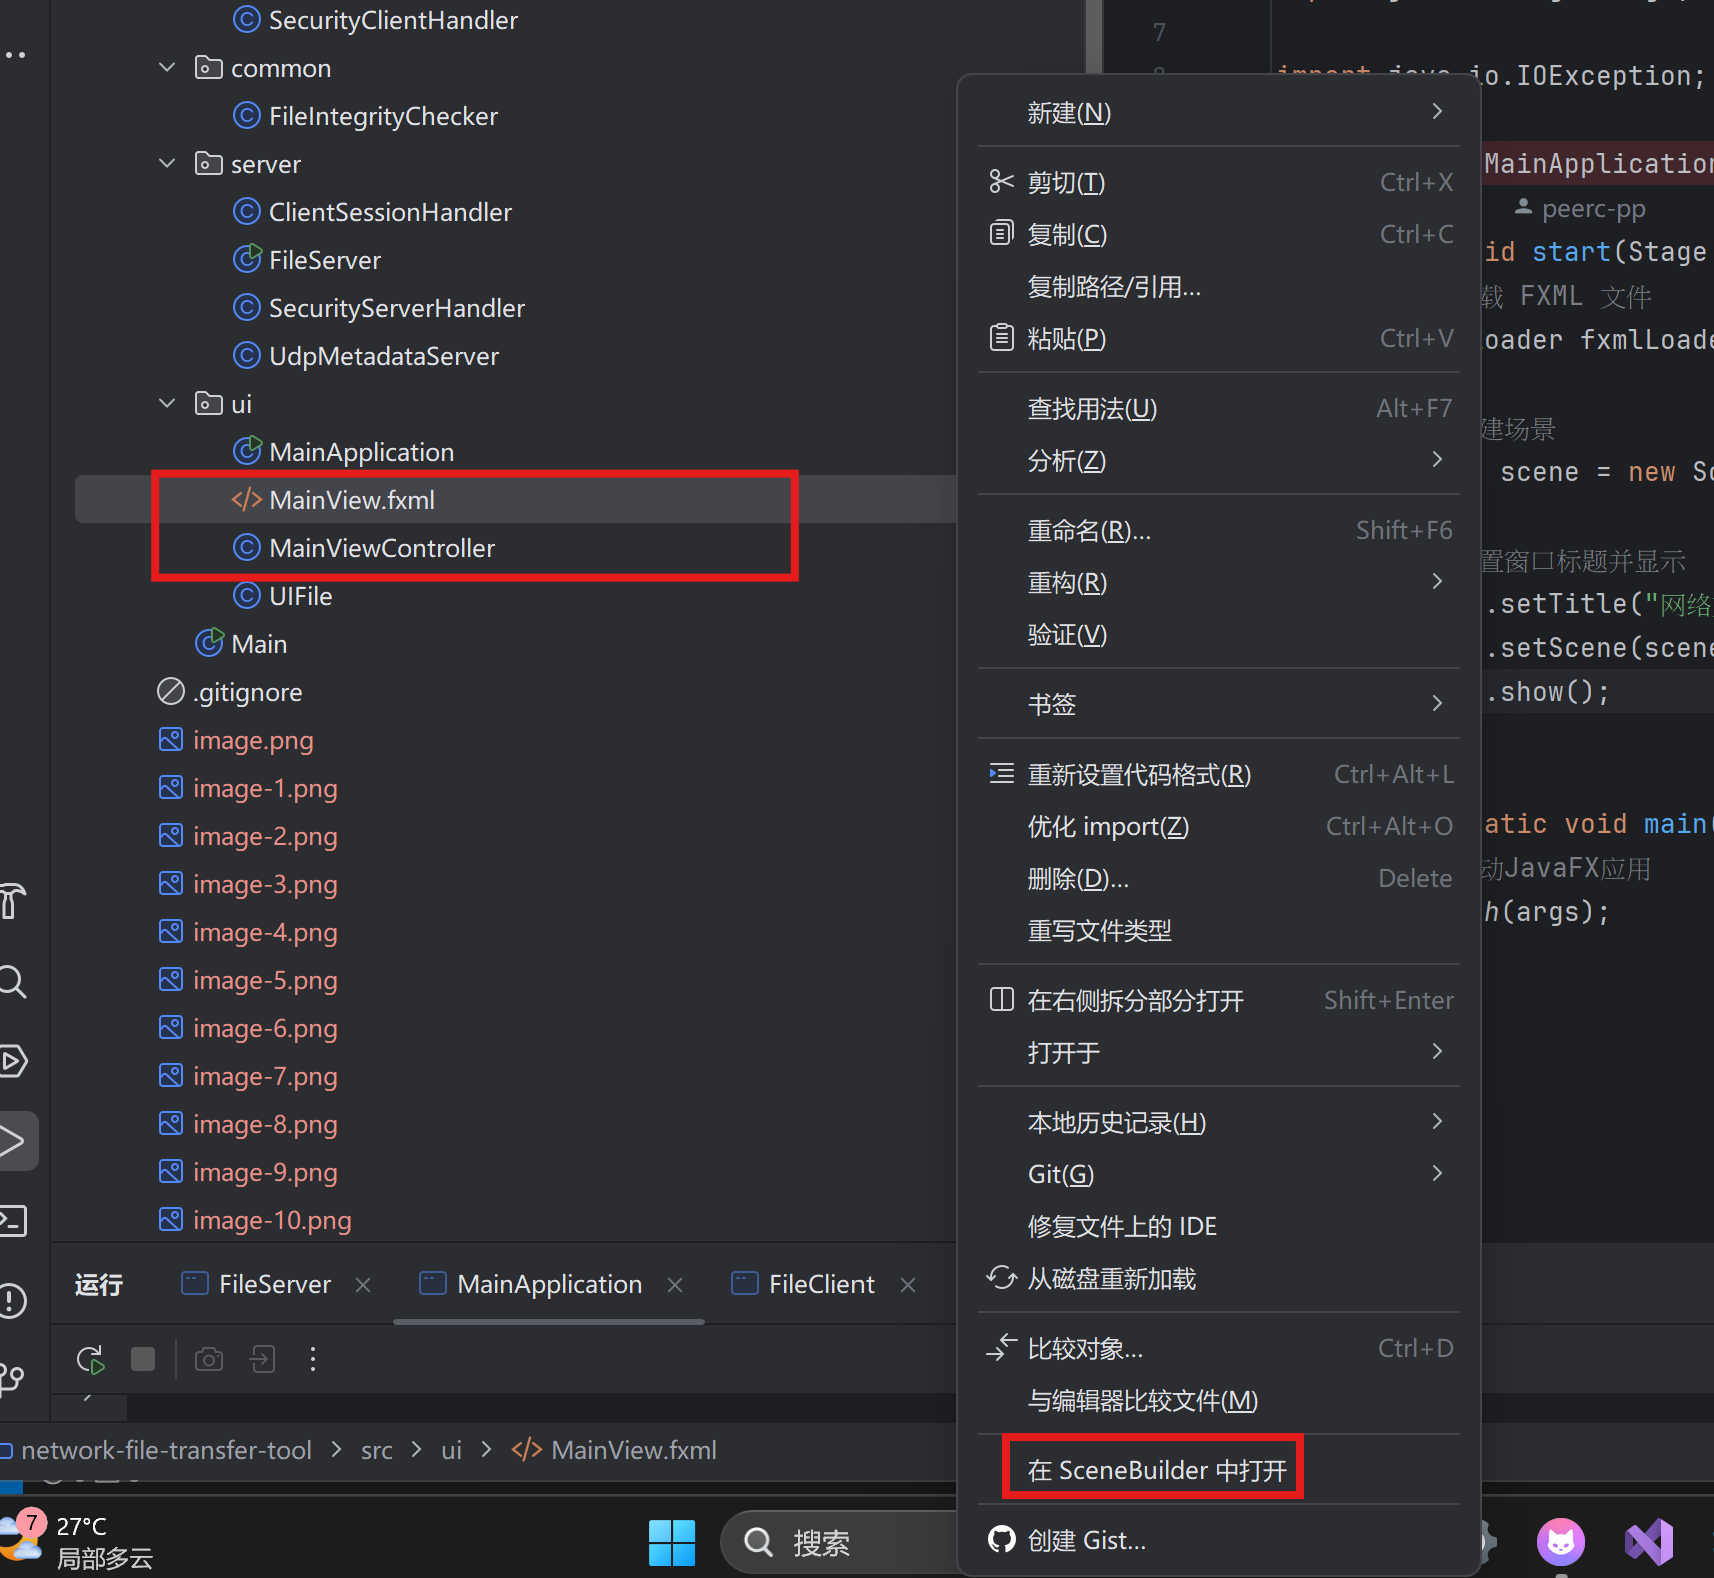 SecurityClientHandler
common
FileIntegrityChecker
server
ClientSessionHandler
FileServer
SecurityServerHandler
UdpMetadataServer
ui
MainApplication
MainView.fxml
MainViewController
UIFile
Main
.gitignore
image.png
image-1.png
image-2.png
image-3.png
image-4.png
image-5.png
image-6.png
image-7.png
image-8.png
image-9.png
image-10.png
7
io.IOException;
MainApplication
peerc-pp
id start(Stage
载 FXML 文件
oader fxmlLoade
建场景
scene = new Sc
置窗口标题并显示
.setTitle("网络
.setScene(scene
.show();
atic void main(
动JavaFX应用
h(args);
新建(N)
剪切(T) Ctrl+X
复制(C) Ctrl+C
复制路径/引用...
粘贴(P) Ctrl+V
查找用法(U) Alt+F7
分析(Z)
重命名(R)... Shift+F6
重构(R)
验证(V)
书签
重新设置代码格式(R) Ctrl+Alt+L
优化 import(Z) Ctrl+Alt+O
删除(D)... Delete
重写文件类型
在右侧拆分部分打开 Shift+Enter
打开于
本地历史记录(H)
Git(G)
修复文件上的 IDE
从磁盘重新加载
比较对象... Ctrl+D
与编辑器比较文件(M)
在 SceneBuilder 中打开
创建 Gist...
运行 FileServer MainApplication FileClient
network-file-transfer-tool > src > ui > MainView.fxml
7
27°C
局部多云
搜索